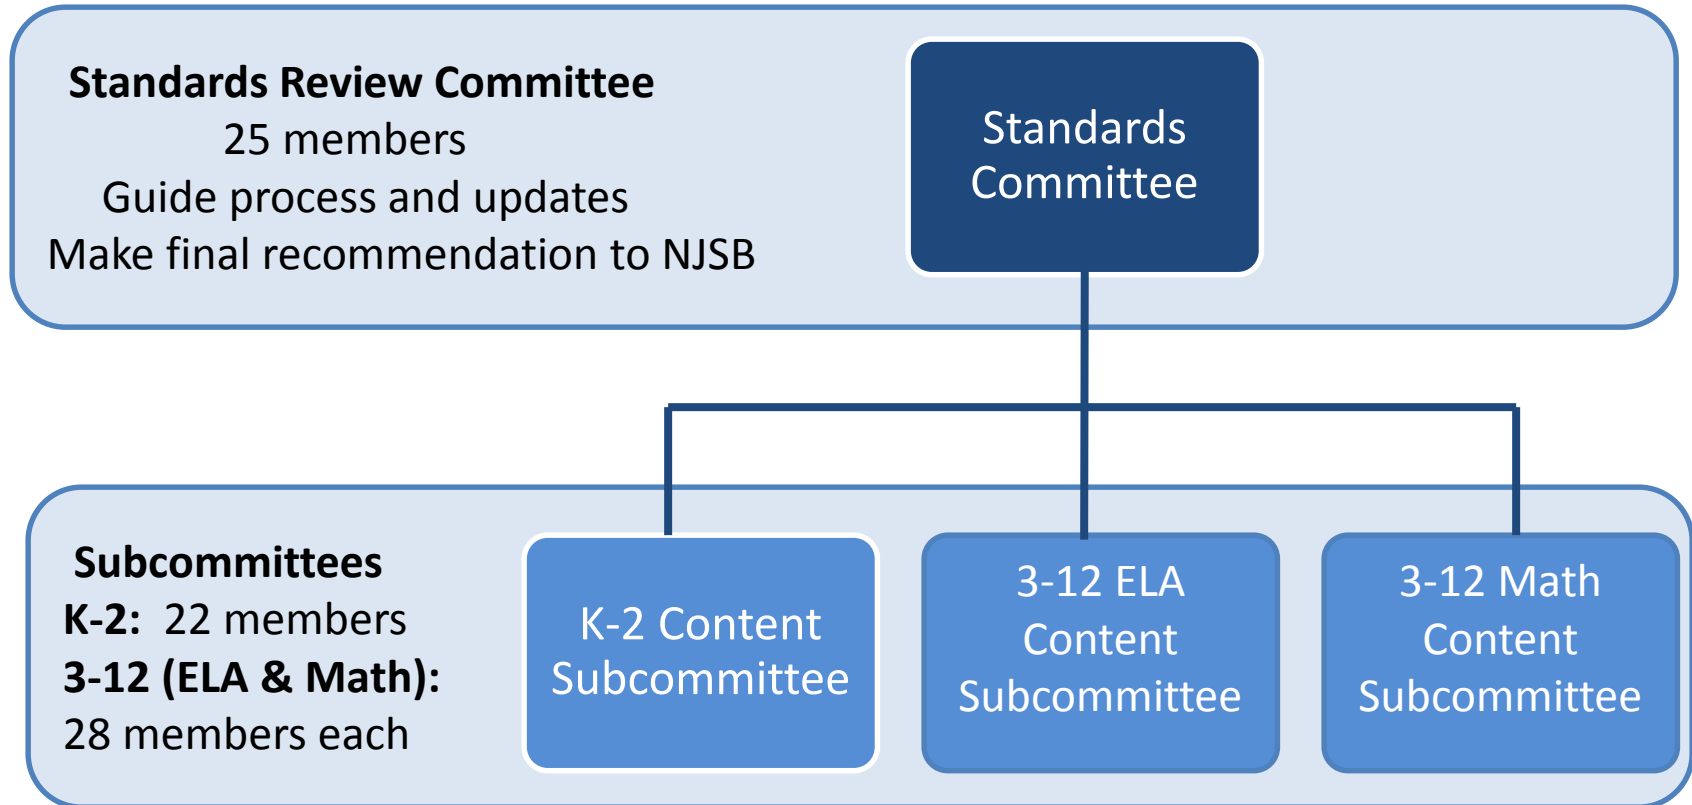 Standards Review Committee
25 members
Guide process and updates
Make final recommendation to NJSB
Standards
Committee
Subcommittees
K-2: 22 members
3-12 (ELA & Math):
28 members each
K-2 Content
Subcommittee
3-12 ELA
Content
Subcommittee
3-12 Math
Content
Subcommittee